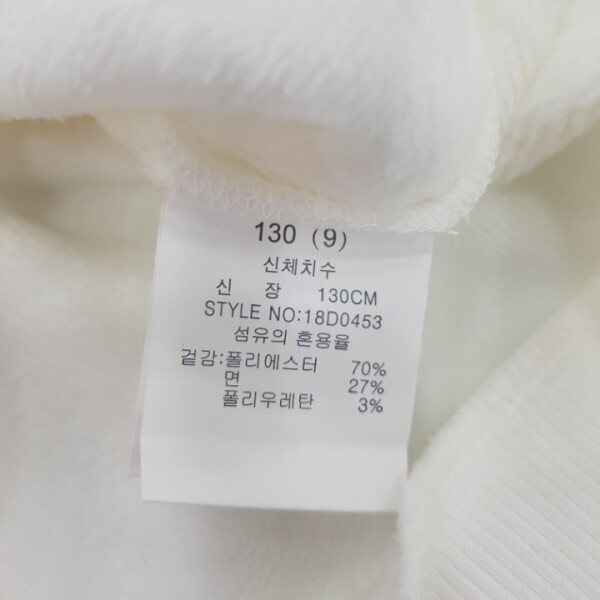 130 (9)
신체치수
신 장 130CM
STYLE NO:18D0453
섬유의 혼용율
겉감:폴리에스터 70%
면 27%
폴리우레탄 3%